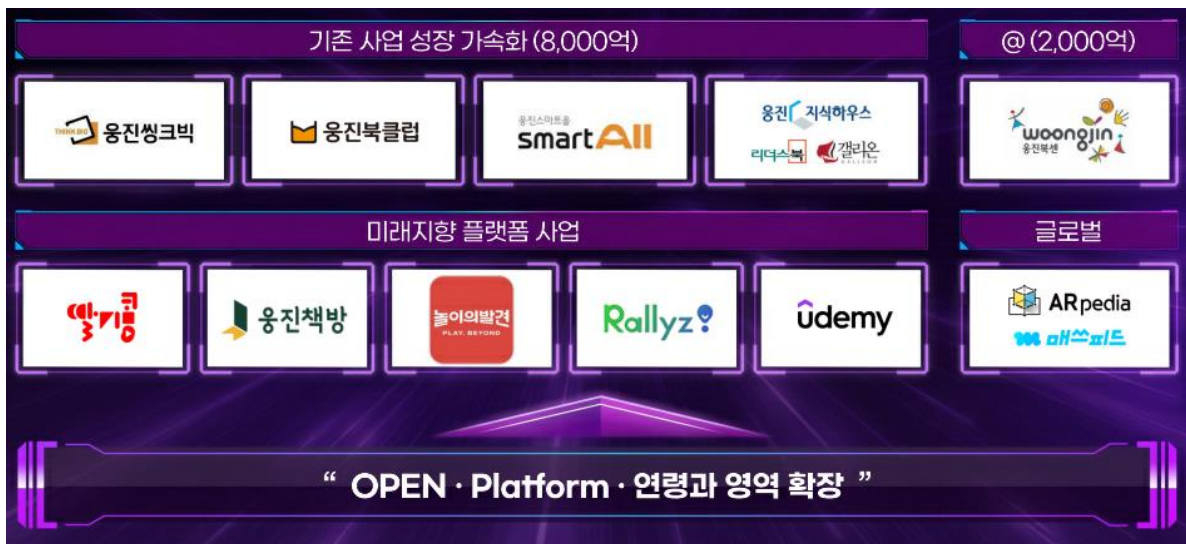 기존 사업 성장 가속화 (8,000억)
@ (2,000억)
THINK BIG 웅진씽크빅
웅진북클럽
웅진스마트올
smartAll
웅진 지식하우스
리더스북 갤리온
GALLEON
woongjin
웅진북센
미래지향 플랫폼 사업
글로벌
딸기콩
웅진책방
놀이의발견
PLAY, BEYOND
Rallyz
udemy
ARpedia
매쓰피드
“ OPEN · Platform · 연령과 영역 확장 ”